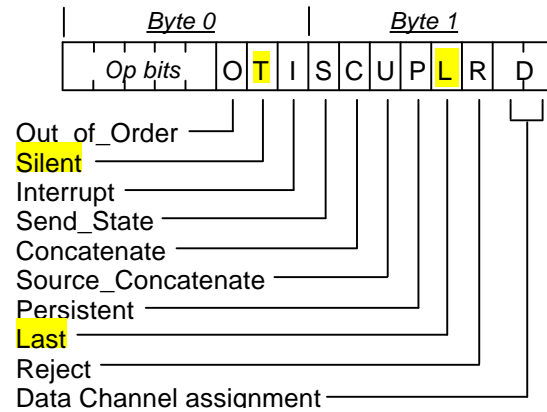 Byte 0 Byte 1
Op bits O T I S C U P L R D
Out_of_Order
Silent
Interrupt
Send_State
Concatenate
Source_Concatenate
Persistent
Last
Reject
Data Channel assignment